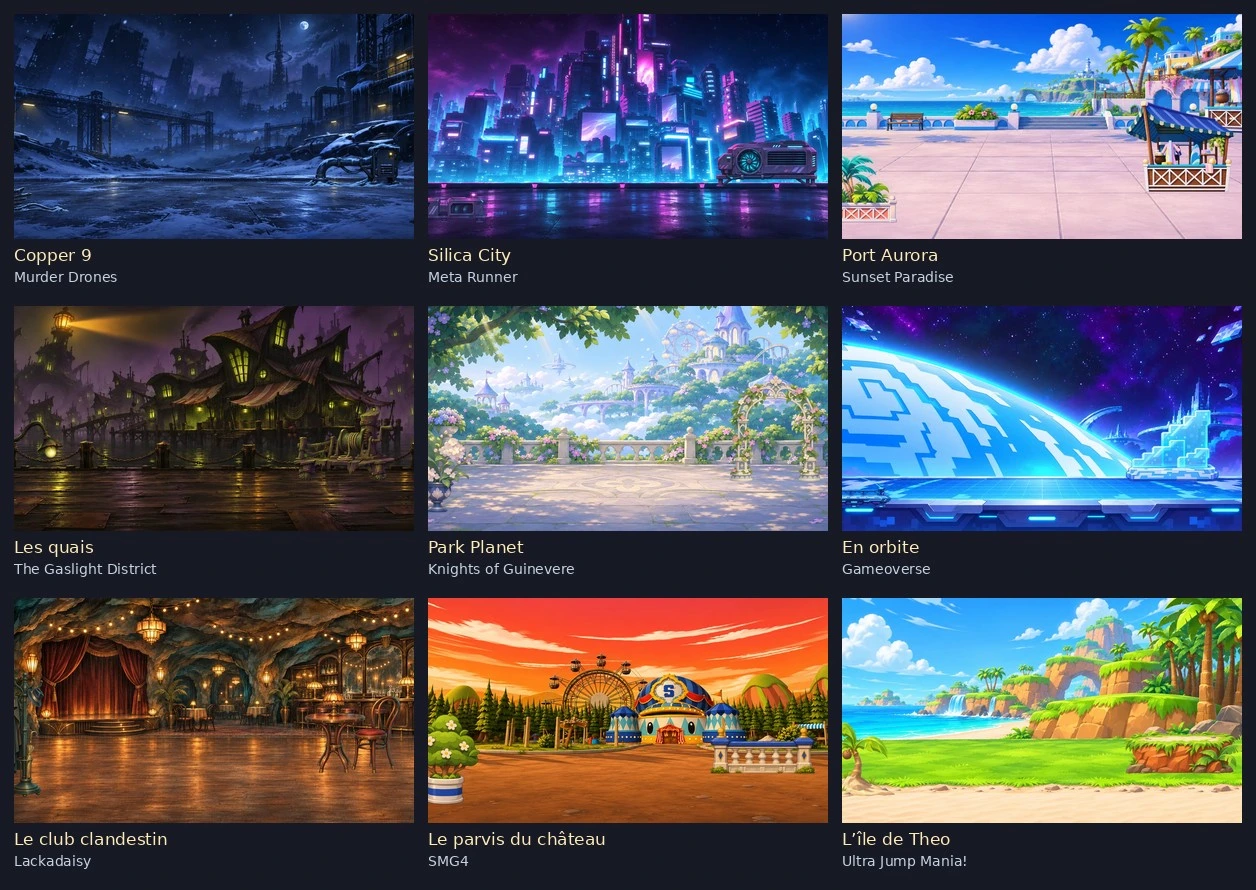 Copper 9
Murder Drones
Silica City
Meta Runner
Port Aurora
Sunset Paradise
Les quais
The Gaslight District
Park Planet
Knights of Guinevere
En orbite
Gameoverse
S
Le club clandestin
Lackadaisy
Le parvis du château
SMG4
L’île de Theo
Ultra Jump Mania!